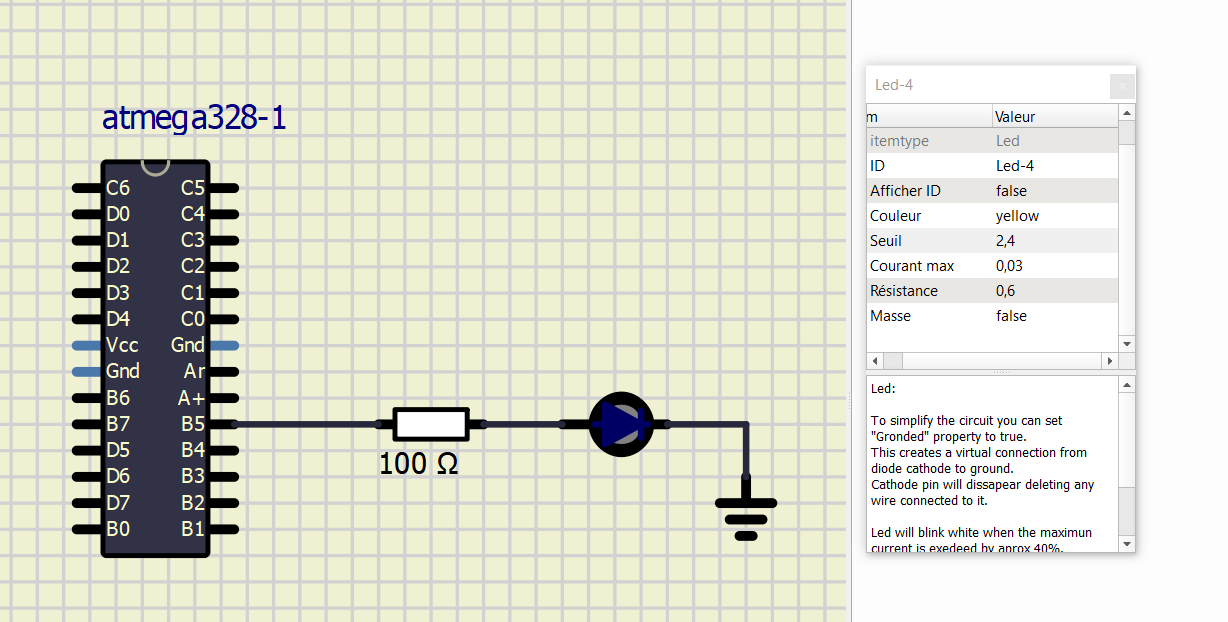 atmega328-1
C6 C5
D0 C4
D1 C3
D2 C2
D3 C1
D4 C0
Vcc Gnd
Gnd Ar
B6 A+
B7 B5
D5 B4
D6 B3
D7 B2
B0 B1
100 Ω
Led-4
m Valeur
itemtype Led
ID Led-4
Afficher ID false
Couleur yellow
Seuil 2,4
Courant max 0,03
Résistance 0,6
Masse false
Led:
To simplify the circuit you can set
"Gronded" property to true.
This creates a virtual connection from
diode cathode to ground.
Cathode pin will dissapear deleting any
wire connected to it.
Led will blink white when the maximun
current is exedeed by aprox 40%.